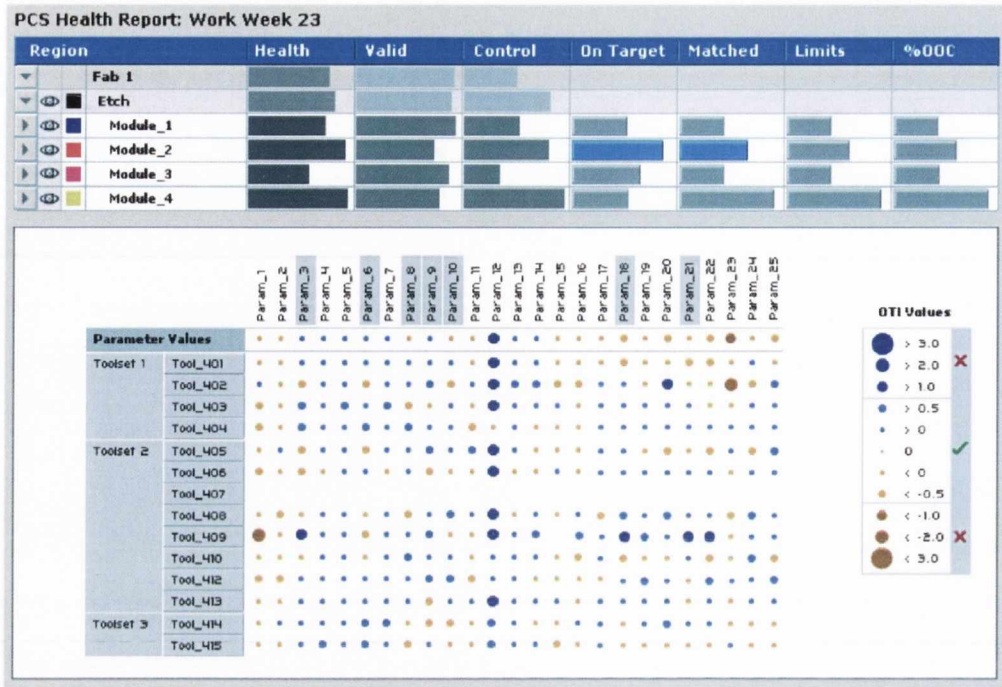 PCS Health Report: Work Week 23
Region Health Valid Control On Target Matched Limits %OOC
Fab 1
Etch
Module_1
Module_2
Module_3
Module_4
Param_1 Param_2 Param_3 Param_4 Param_5 Param_6 Param_7 Param_8 Param_9 Param_10 Param_11 Param_12 Param_13 Param_14 Param_15 Param_16 Param_17 Param_18 Param_19 Param_20 Param_21 Param_22 Param_23 Param_24 Param_25
Parameter Values
Toolset 1 Tool_401
Tool_402
Tool_403
Tool_404
Toolset 2 Tool_405
Tool_406
Tool_407
Tool_408
Tool_409
Tool_410
Tool_412
Tool_413
Toolset 3 Tool_414
Tool_415
OTI Values
> 3.0
> 2.0
> 1.0
> 0.5
> 0
0
< 0
< -0.5
< -1.0
< -2.0
< 3.0